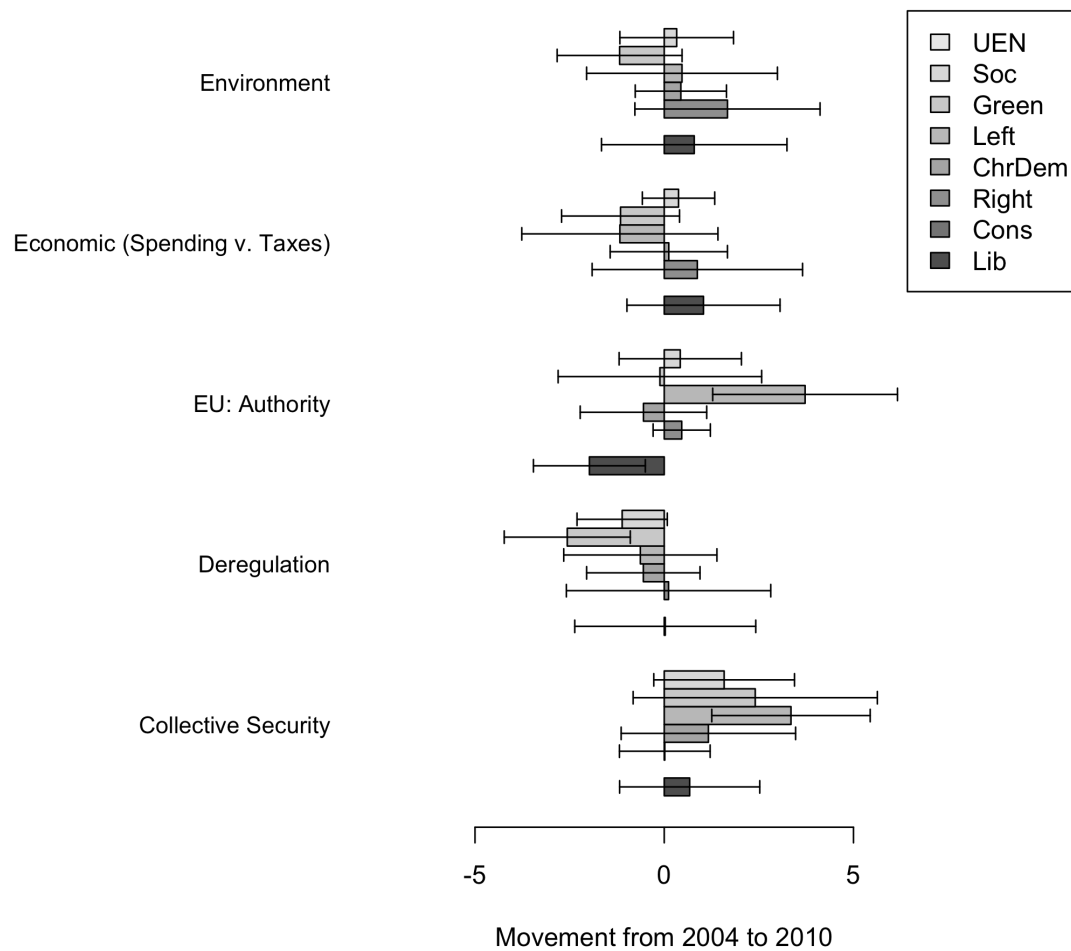 Environment
Economic (Spending v. Taxes)
EU: Authority
Deregulation
Collective Security
UEN
Soc
Green
Left
ChrDem
Right
Cons
Lib
-5 0 5
Movement from 2004 to 2010